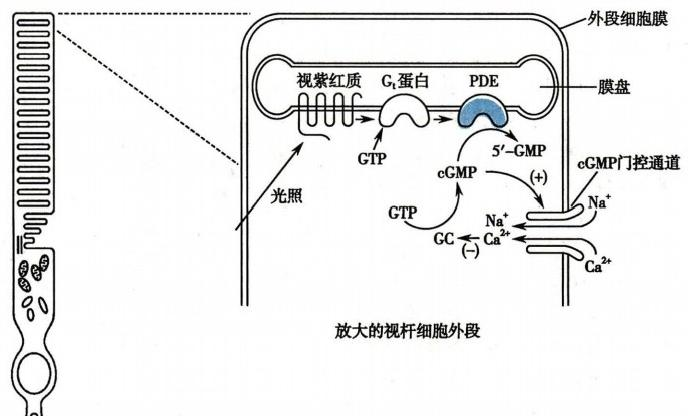 外段细胞膜
视紫红质
Gt蛋白
PDE
膜盘
GTP
5′-GMP
cGMP门控通道
光照
cGMP
(+)
Na+
GTP
Na+
GC
(−)
Ca2+
Ca2+
放大的视杆细胞外段